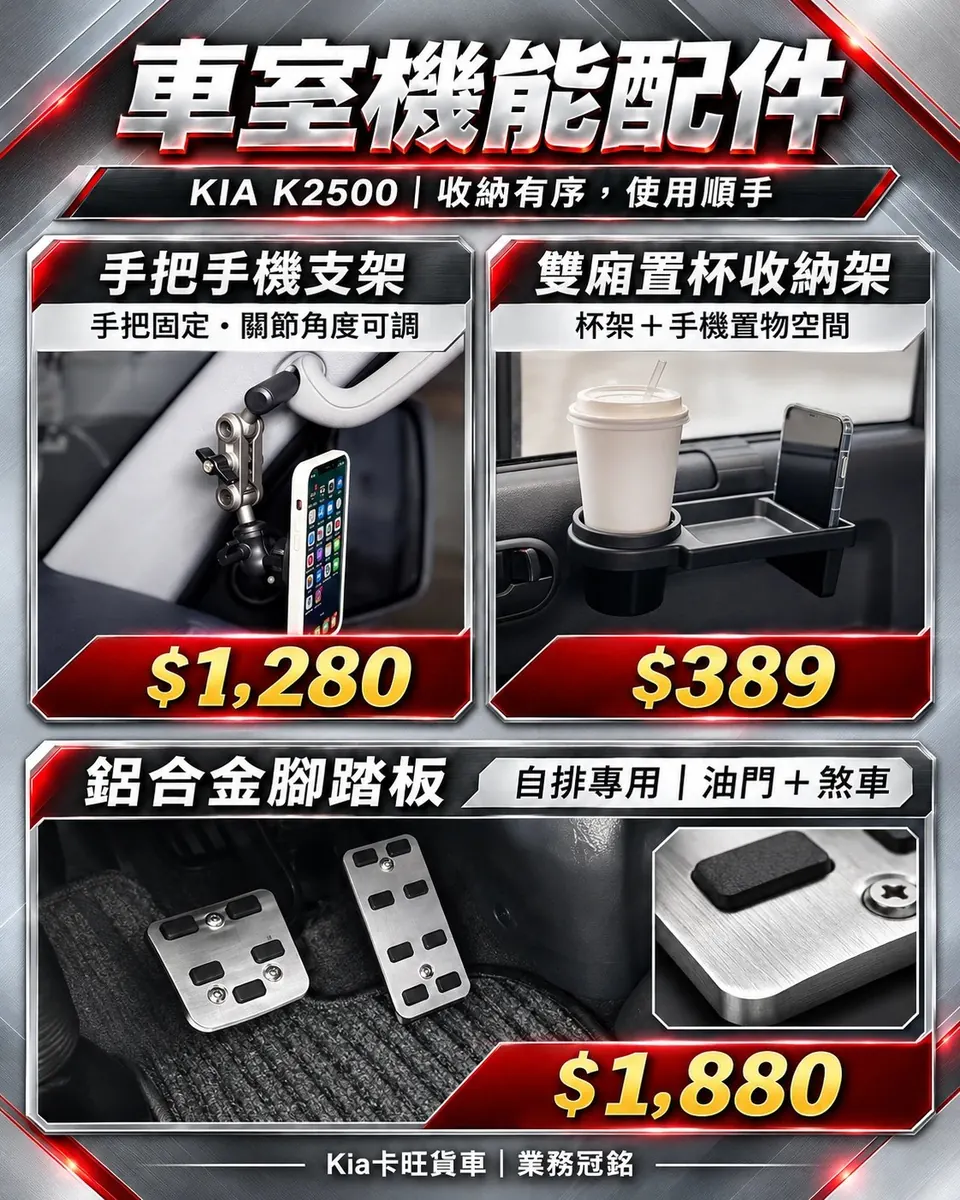 車室機能配件
KIA K2500｜收納有序，使用順手
手把手機支架
手把固定・關節角度可調
$1,280
雙廂置杯收納架
杯架＋手機置物空間
$389
鋁合金腳踏板
自排專用｜油門＋煞車
$1,880
Kia卡旺貨車｜業務冠銘